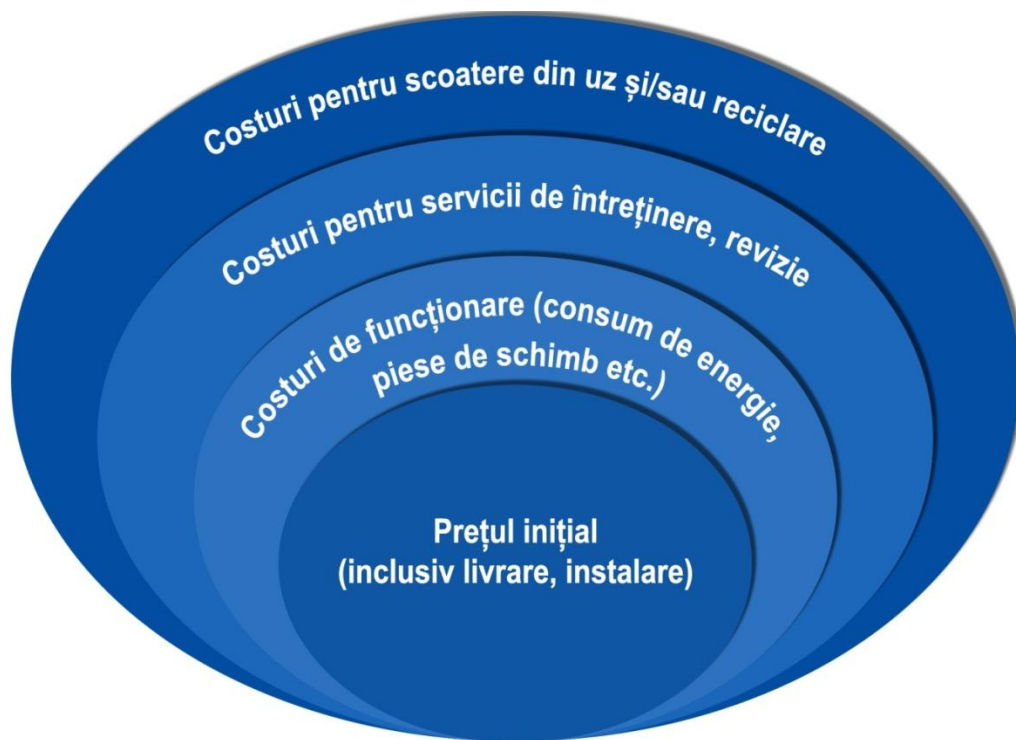 Costuri pentru scoatere din uz și/sau reciclare
Costuri pentru servicii de întreținere, revizie
Costuri de funcționare (consum de energie,
piese de schimb etc.)
Prețul inițial
(inclusiv livrare, instalare)